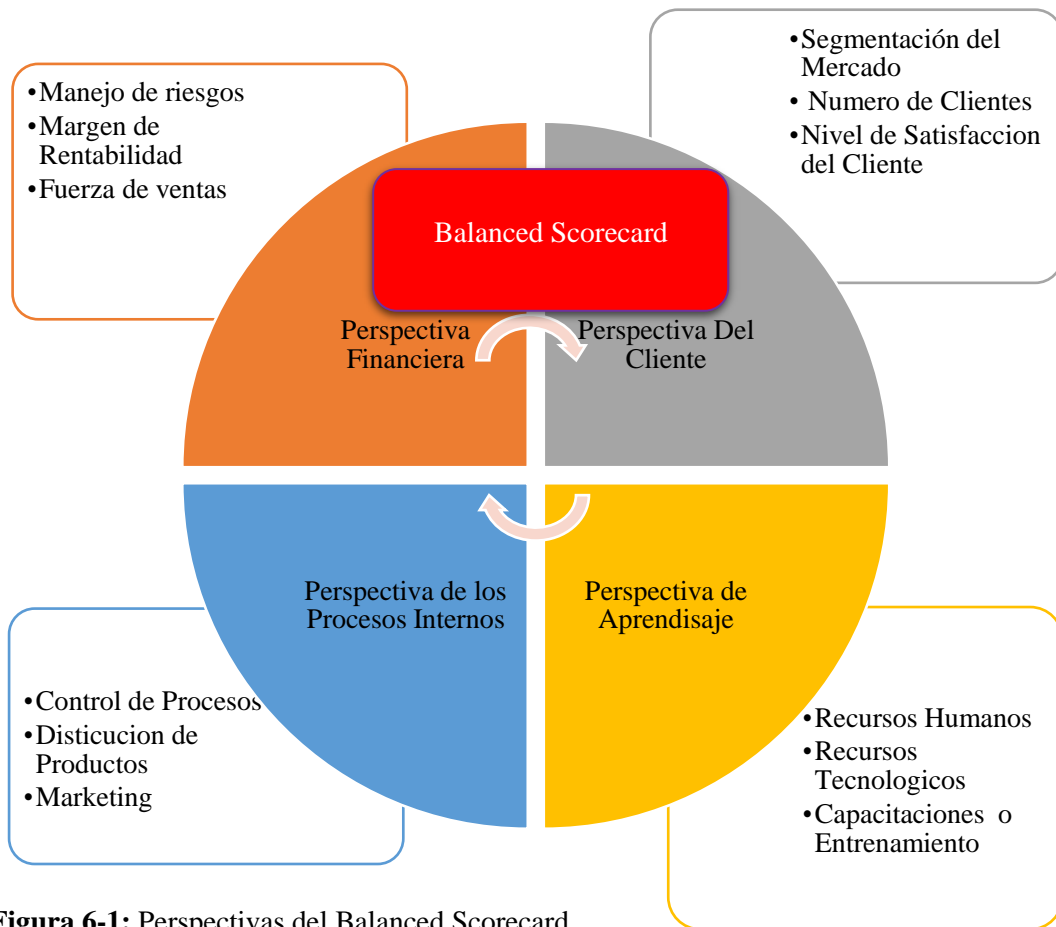 •Manejo de riesgos
•Margen de
Rentabilidad
•Fuerza de ventas
•Segmentación del
Mercado
• Numero de Clientes
•Nivel de Satisfaccion
del Cliente
Balanced Scorecard
Perspectiva
Financiera
Perspectiva Del
Cliente
Perspectiva de los
Procesos Internos
Perspectiva de
Aprendisaje
•Control de Procesos
•Disticucion de
Productos
•Marketing
•Recursos Humanos
•Recursos
Tecnologicos
•Capacitaciones o
Entrenamiento
Figura 6-1: Perspectivas del Balanced Scorecard